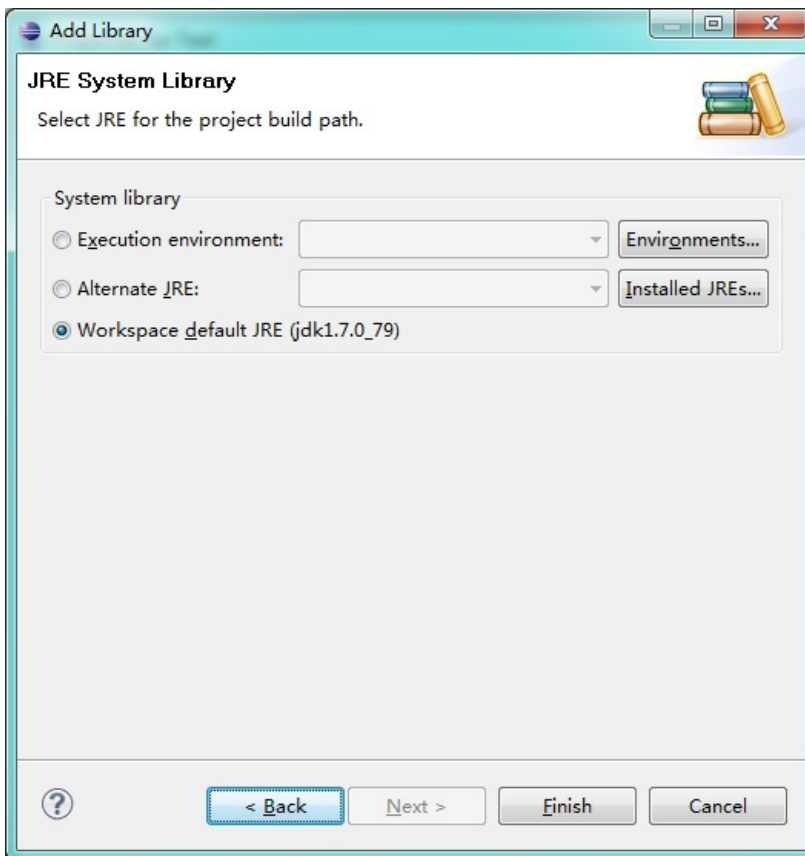 Add Library
JRE System Library
Select JRE for the project build path.
System library
Execution environment: Environments...
Alternate JRE: Installed JREs...
Workspace default JRE (jdk1.7.0_79)
? < Back Next > Finish Cancel